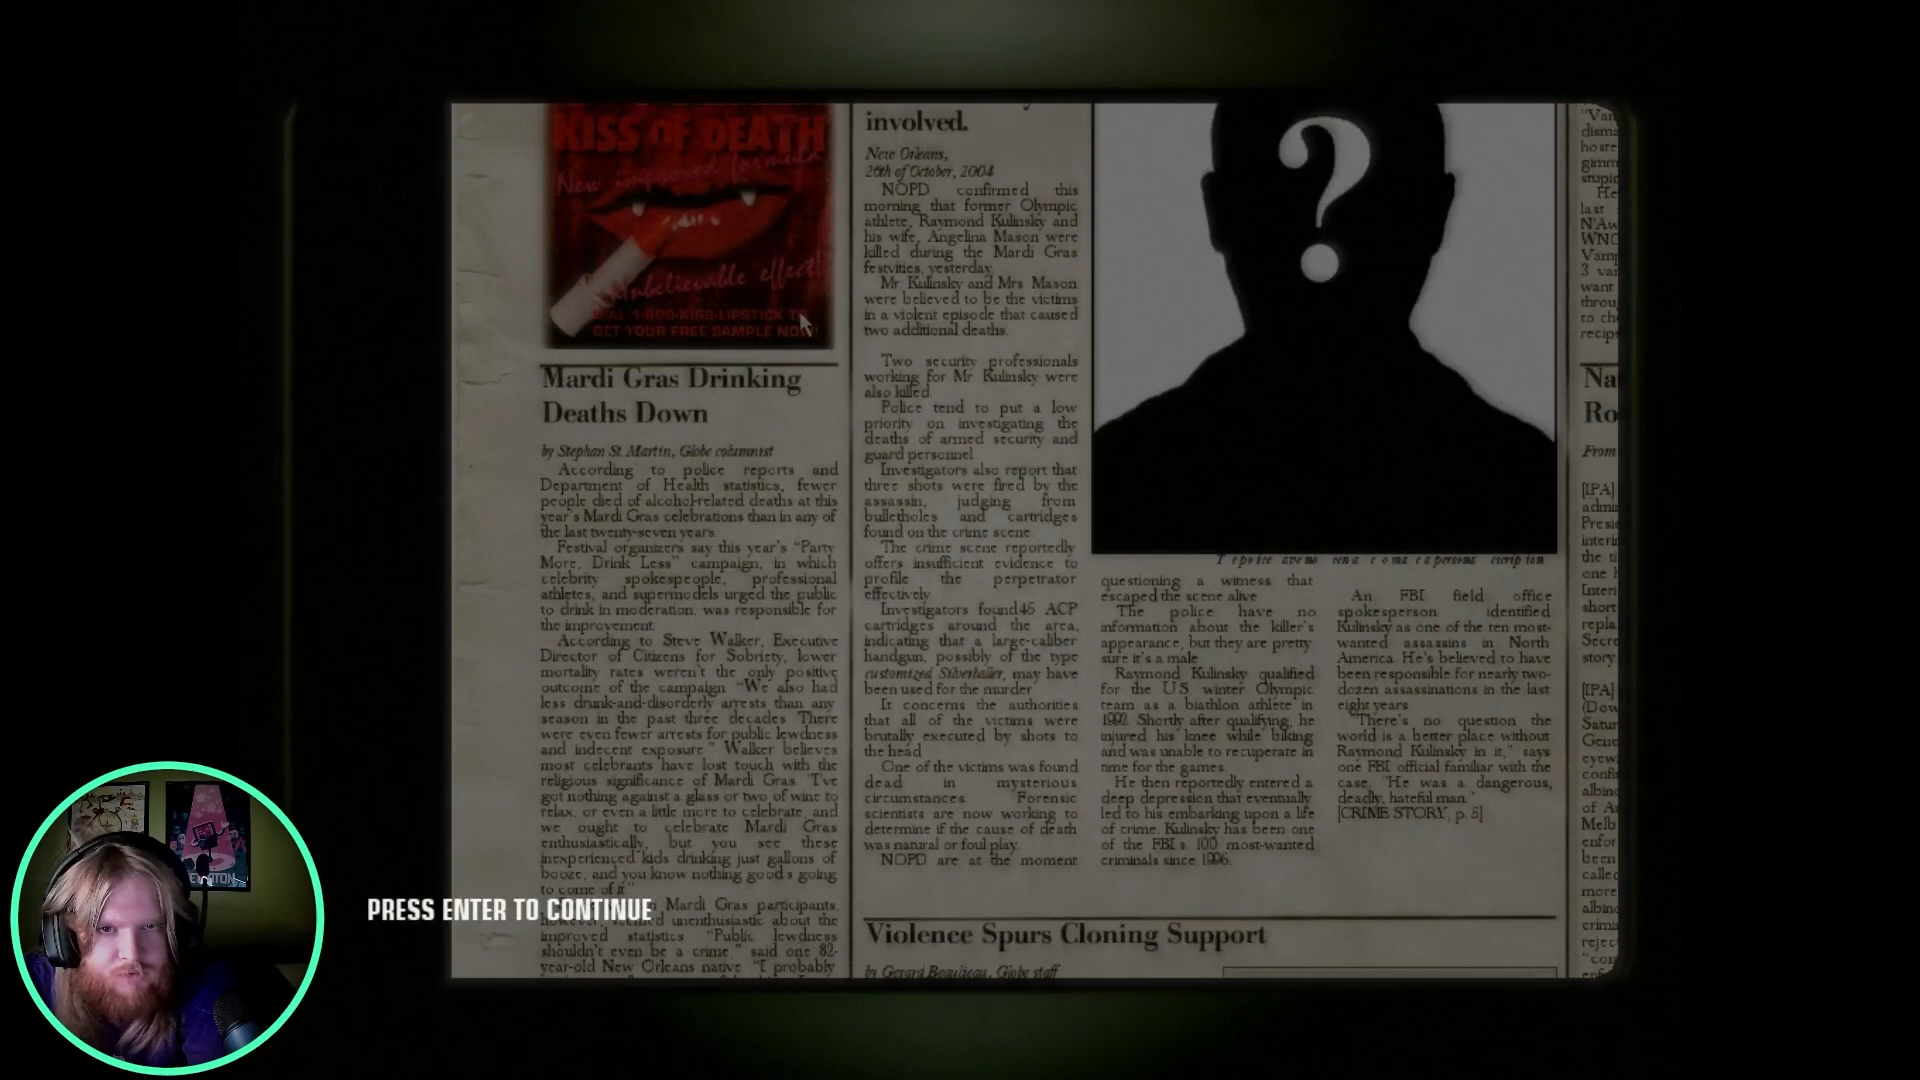 KISS OF DEATH
New improved formula
Unbelievable effect!
DIAL 1-800-KISS-LIPSTICK TO
GET YOUR FREE SAMPLE NOW!
Mardi Gras Drinking
Deaths Down
by Stephan St. Martin, Globe columnist
According to police reports and
Department of Health statistics, fewer
people died of alcohol-related deaths at this
year's Mardi Gras celebrations than in any of
the last twenty-seven years.
Festival organizers say this year's "Party
More, Drink Less" campaign, in which
celebrity spokespeople, professional
athletes, and supermodels urged the public
to drink in moderation, was responsible for
the improvement.
According to Steve Walker, Executive
Director of Citizens for Sobriety, lower
mortality rates weren't the only positive
outcome of the campaign "We also had
less drunk-and-disorderly arrests than any
season in the past three decades There
were even fewer arrests for public lewdness
and indecent exposure" Walker believes
most celebrants have lost touch with the
religious significance of Mardi Gras "I've
got nothing against a glass or two of wine to
relax, or even a little more to celebrate, and
we ought to celebrate Mardi Gras
enthusiastically, but you see these
inexperienced kids drinking just gallons of
booze, and you know nothing good's going
to come of it"
Mardi Gras participants,
however, seemed unenthusiastic about the
improved statistics "Public lewdness
shouldn't even be a crime," said one 82-
year-old New Orleans native "I probably
involved.
New Orleans,
26th of October, 2004
NOPD confirmed this
morning that former Olympic
athlete, Raymond Kulinsky and
his wife, Angelina Mason were
killed during the Mardi Gras
festvities, yesterday.
Mr. Kulinsky and Mrs Mason
were believed to be the victims
in a violent episode that caused
two additional deaths.
Two security professionals
working for Mr Kulinsky were
also killed.
Police tend to put a low
priority on investigating the
deaths of armed security and
guard personnel
Investigators also report that
three shots were fired by the
assassin, judging from
bulletholes and cartridges
found on the crime scene.
The crime scene reportedly
offers insufficient evidence to
profile the perpetrator
effectively.
Investigators found45 ACP
cartridges around the area,
indicating that a large-caliber
handgun, possibly of the type
customized Silverballer, may have
been used for the murder
It concerns the authorities
that all of the victims were
brutally executed by shots to
the head
One of the victims was found
dead in mysterious
circumstances. Forensic
scientists are now working to
determine if the cause of death
was natural or foul play.
NOPD are at the moment
?
questioning a witness that
escaped the scene alive
The police have no
information about the killer's
appearance, but they are pretty
sure it's a male
Raymond Kulinsky qualified
for the US winter Olympic
team as a biathlon athlete in
1992 Shortly after qualifying, he
injured his knee while biking
and was unable to recuperate in
time for the games.
He then reportedly entered a
deep depression that eventually
led to his embarking upon a life
of crime. Kulinsky has been one
of the FBI's 100 most-wanted
criminals since 1996.
An FBI field office
spokesperson identified
Kulinsky as one of the ten most-
wanted assassins in North
America He's believed to have
been responsible for nearly two-
dozen assassinations in the last
eight years
"There's no question the
world is a better place without
Raymond Kulinsky in it," says
one FBI official familiar with the
case, "He was a dangerous,
deadly, hateful man."
[CRIME STORY, p. 5]
Violence Spurs Cloning Support
by Gerard Beaulieu, Globe staff
From
[IPA]
[IPA]
PRESS ENTER TO CONTINUE